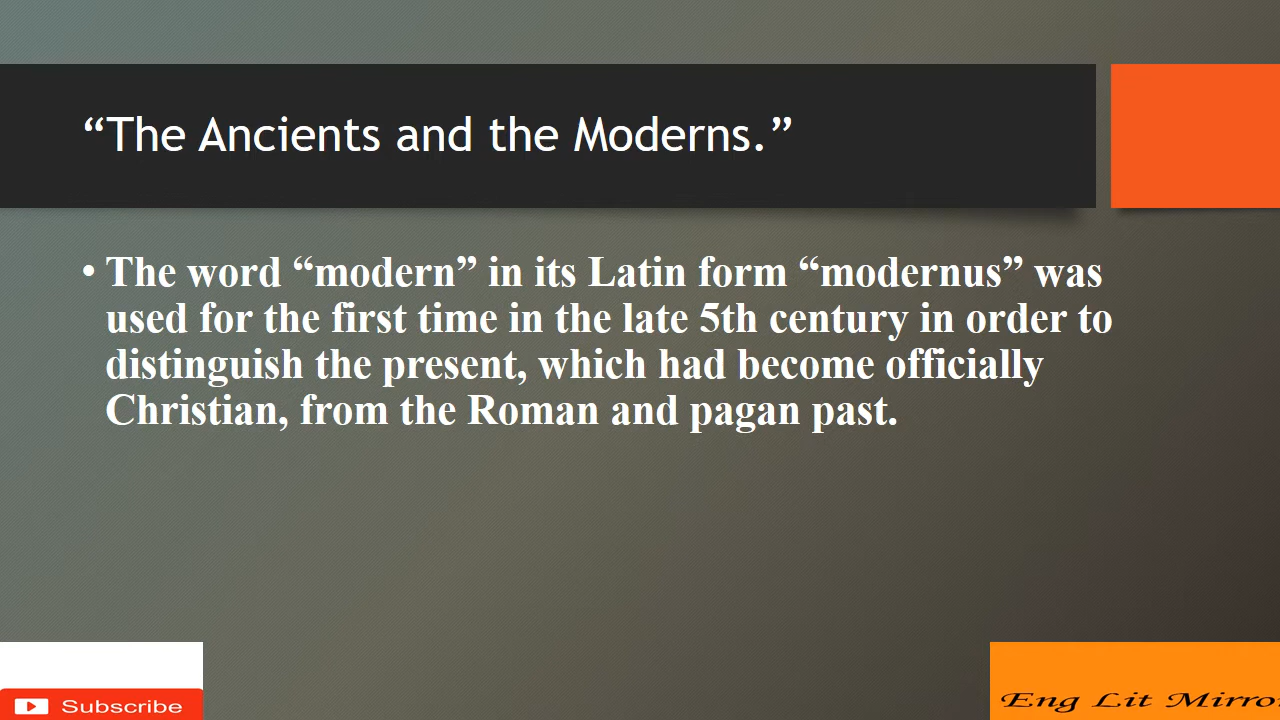 “The Ancients and the Moderns.”
• The word “modern” in its Latin form “modernus” was
used for the first time in the late 5th century in order to
distinguish the present, which had become officially
Christian, from the Roman and pagan past.
Subscribe
Eng Lit Mirro